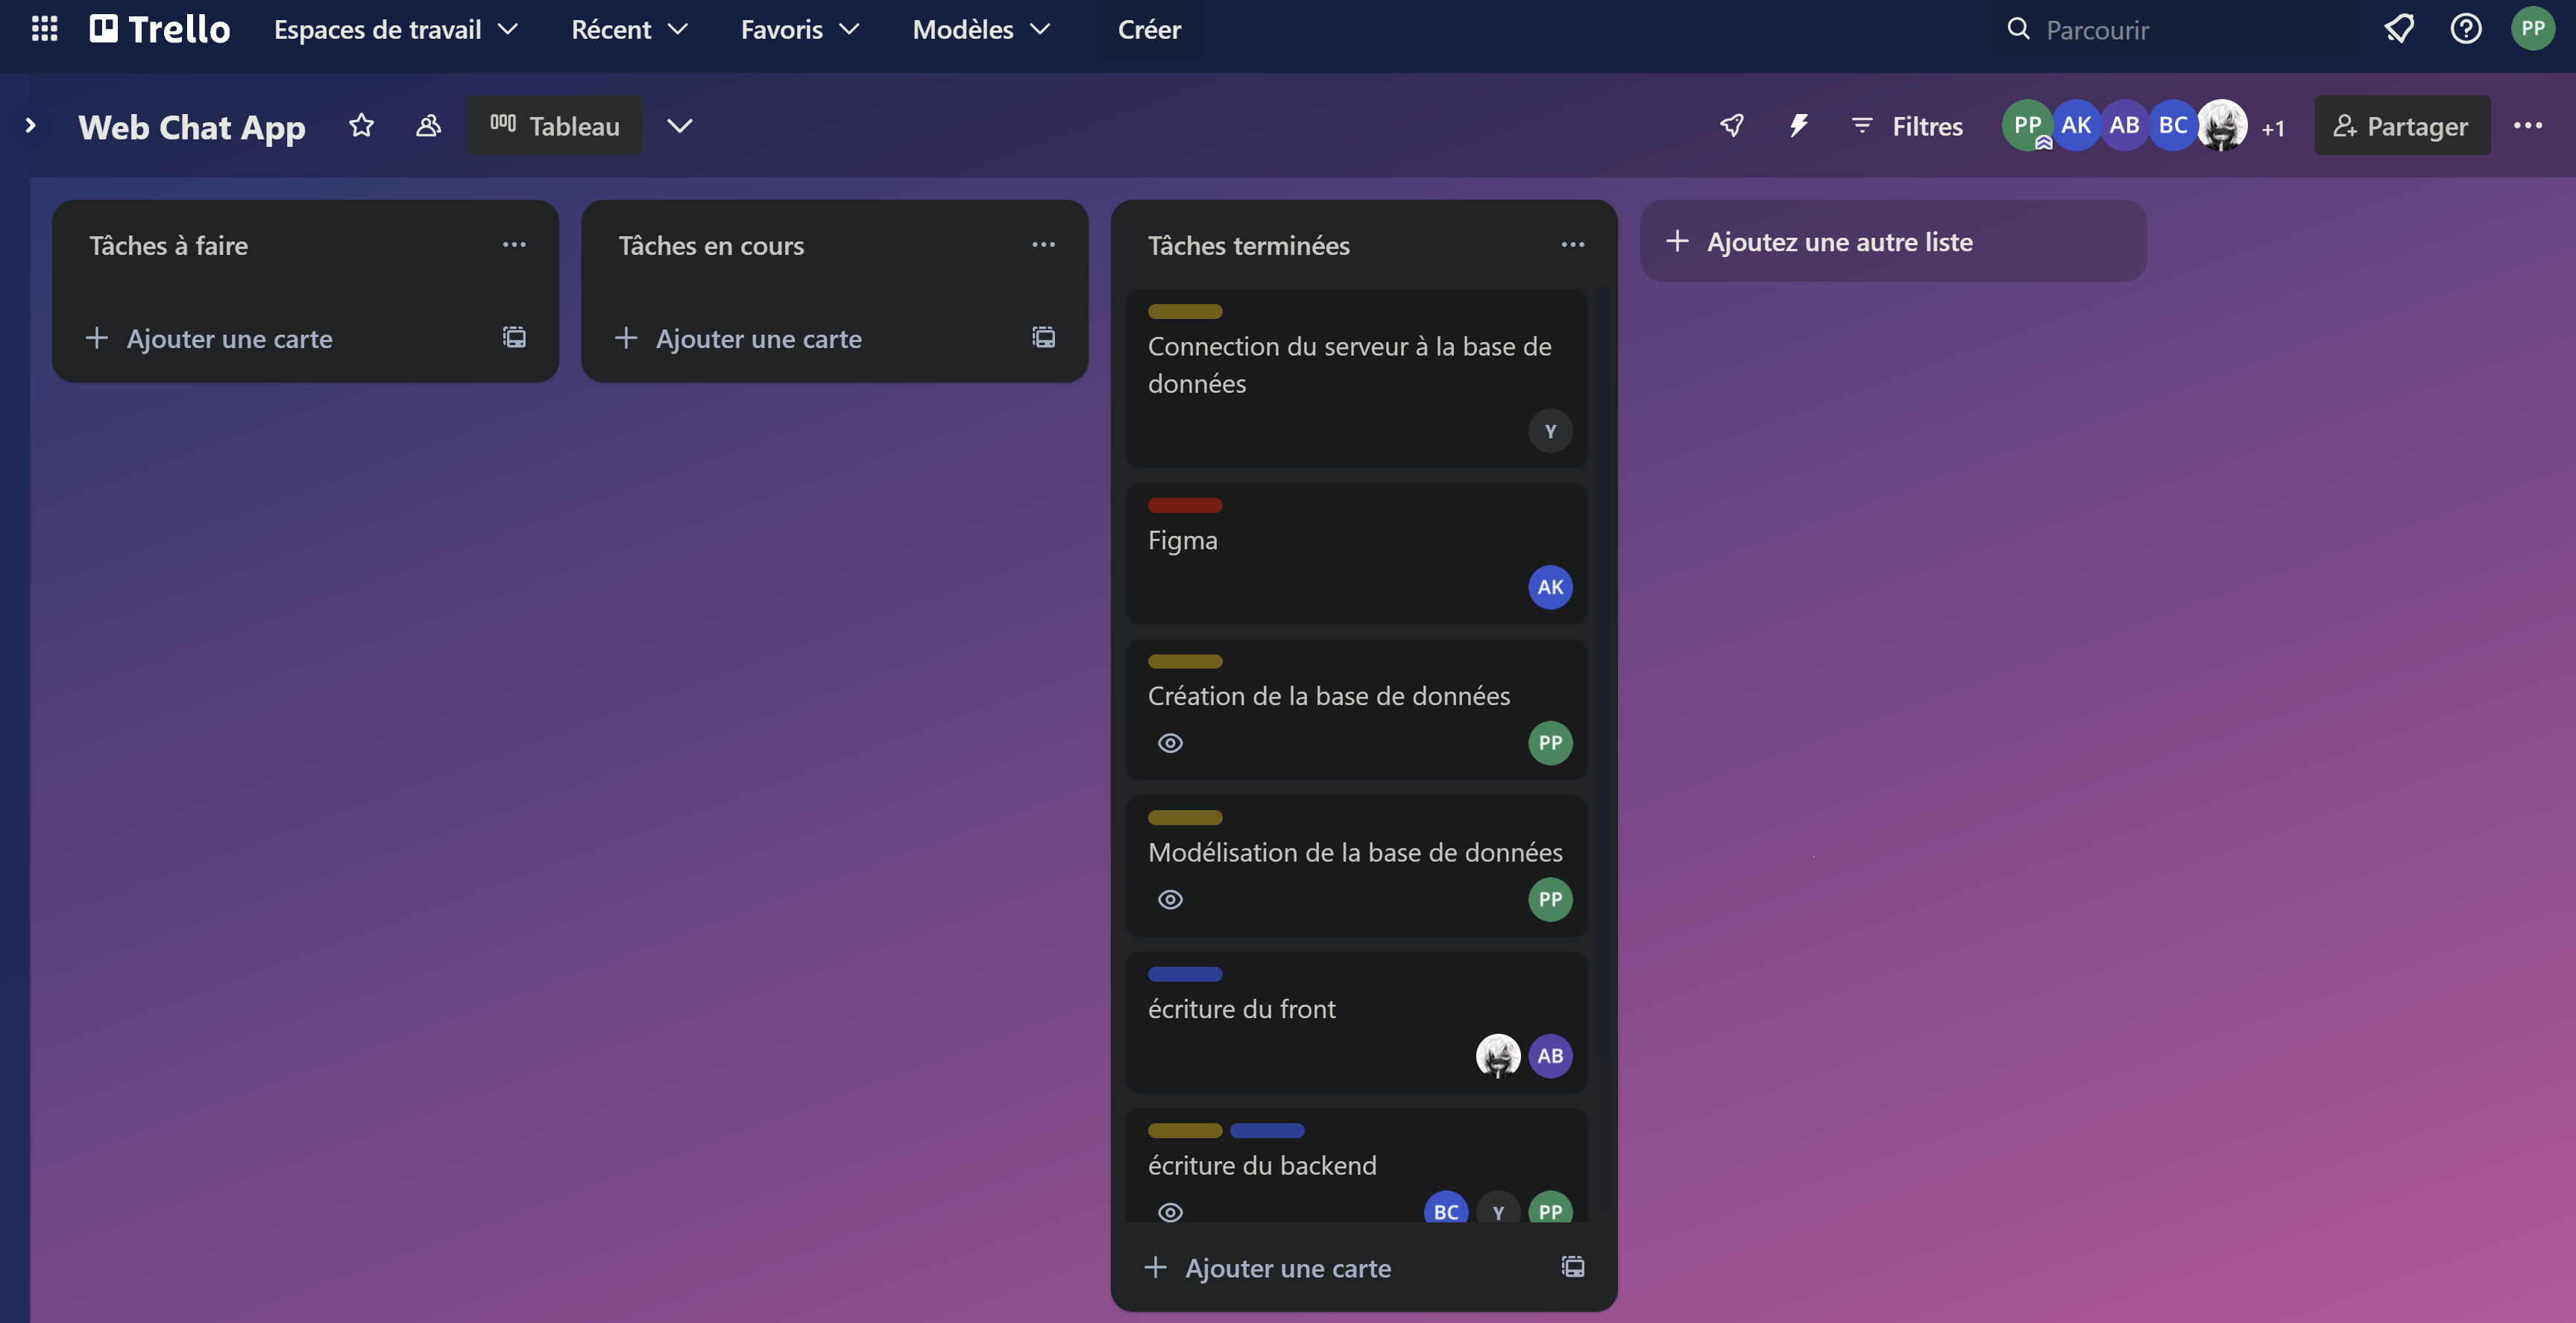 Trello
Espaces de travail
Récent
Favoris
Modèles
Créer
Parcourir
PP
Web Chat App
Tableau
Filtres
PP
AK
AB
BC
+1
Partager
Tâches à faire
Ajouter une carte
Tâches en cours
Ajouter une carte
Tâches terminées
Connection du serveur à la base de
données
Y
Figma
AK
Création de la base de données
PP
Modélisation de la base de données
PP
écriture du front
AB
écriture du backend
BC
Y
PP
Ajouter une carte
Ajoutez une autre liste